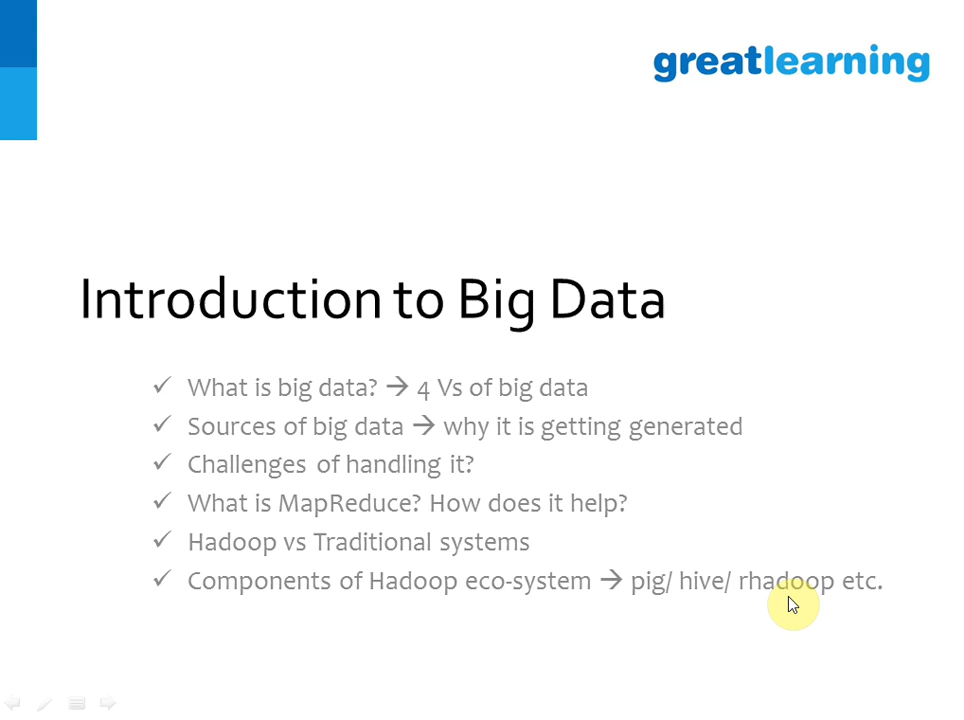 greatlearning
Introduction to Big Data
✓ What is big data? → 4 Vs of big data
✓ Sources of big data → why it is getting generated
✓ Challenges of handling it?
✓ What is MapReduce? How does it help?
✓ Hadoop vs Traditional systems
✓ Components of Hadoop eco-system → pig/ hive/ rhadoop etc.